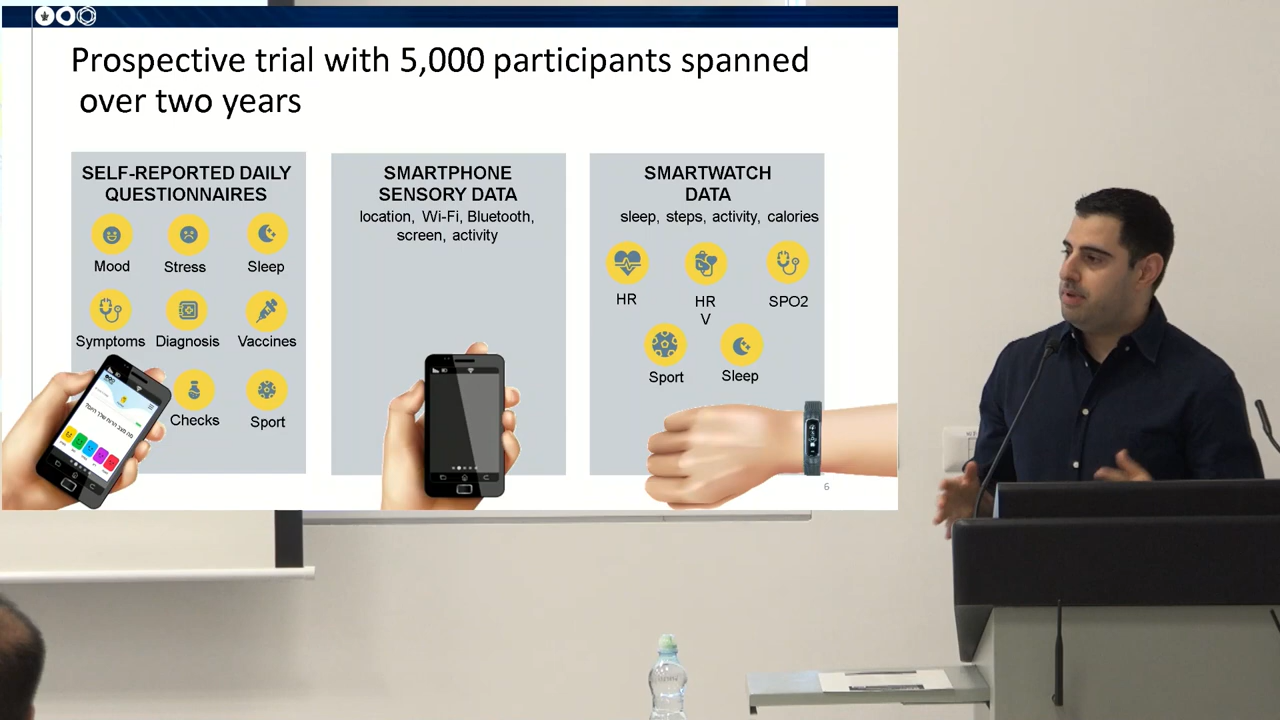 Prospective trial with 5,000 participants spanned
over two years
SELF-REPORTED DAILY
QUESTIONNAIRES
Mood
Stress
Sleep
Symptoms
Diagnosis
Vaccines
Checks
Sport
SMARTPHONE
SENSORY DATA
location, Wi-Fi, Bluetooth,
screen, activity
SMARTWATCH
DATA
sleep, steps, activity, calories
HR
HR
V
SPO2
Sport
Sleep
6